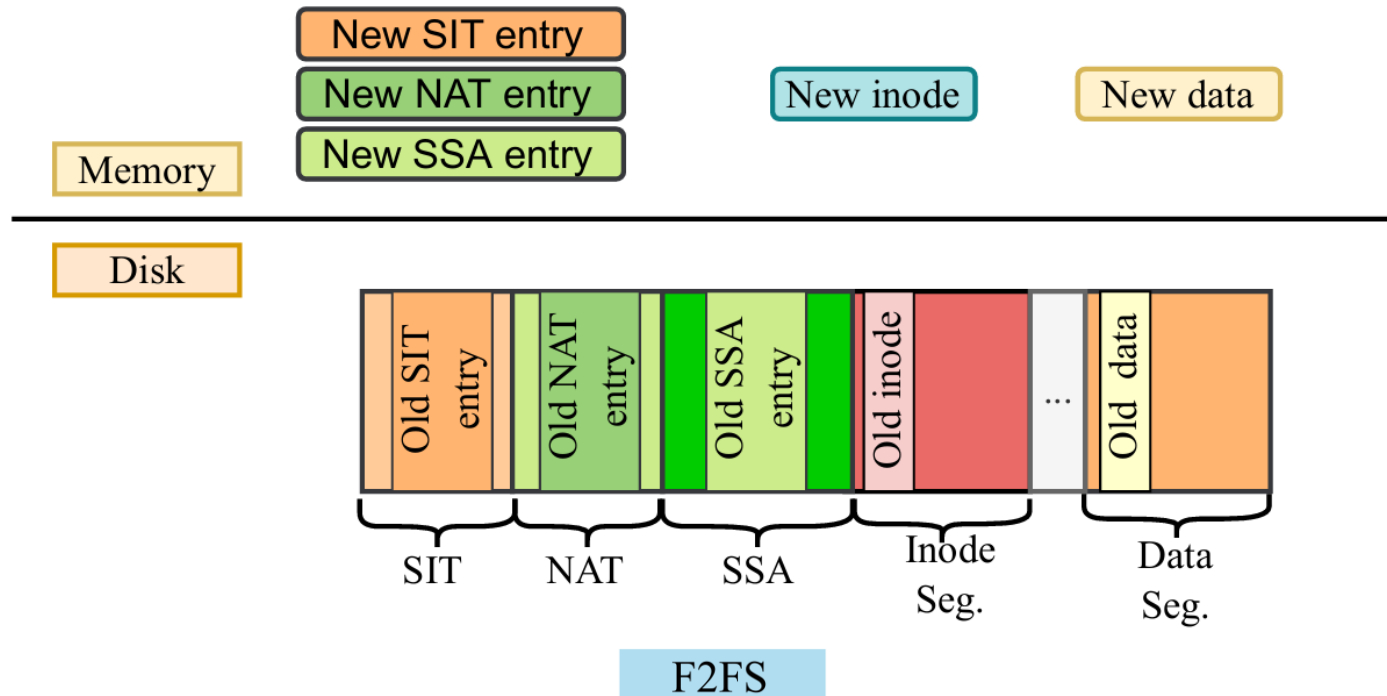 New SIT entry
New NAT entry
New SSA entry
New inode
New data
Memory
Disk
Old SIT
entry
Old NAT
entry
Old SSA
entry
Old inode
...
Old data
SIT
NAT
SSA
Inode
Seg.
Data
Seg.
F2FS